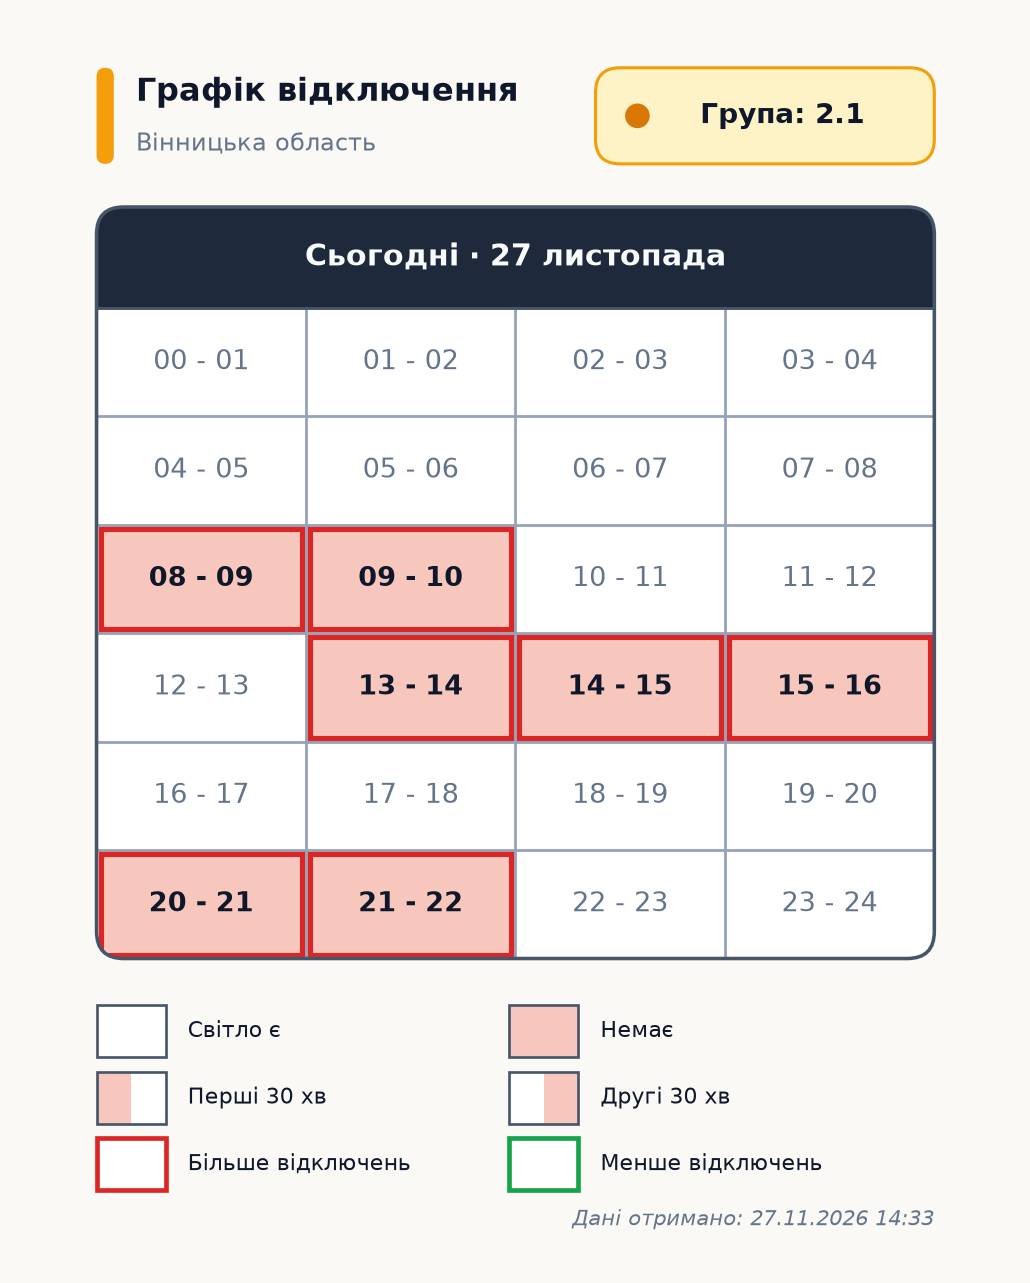 Графік відключення
Вінницька область
Група: 2.1
Сьогодні · 27 листопада
00 - 01 01 - 02 02 - 03 03 - 04
04 - 05 05 - 06 06 - 07 07 - 08
08 - 09 09 - 10 10 - 11 11 - 12
12 - 13 13 - 14 14 - 15 15 - 16
16 - 17 17 - 18 18 - 19 19 - 20
20 - 21 21 - 22 22 - 23 23 - 24
Світло є Немає
Перші 30 хв Другі 30 хв
Більше відключень Менше відключень
Дані отримано: 27.11.2026 14:33